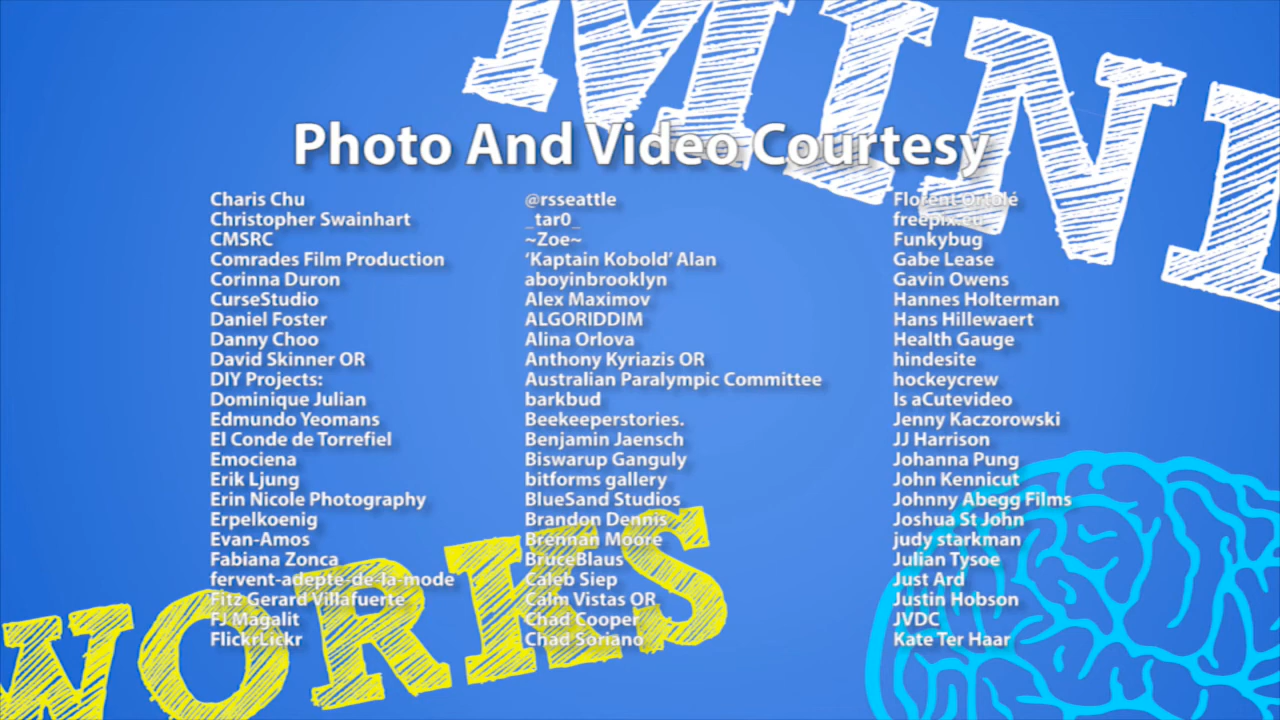 MINI
Photo And Video Courtesy
Charis Chu
Christopher Swainhart
CMSRC
Comrades Film Production
Corinna Duron
CurseStudio
Daniel Foster
Danny Choo
David Skinner OR
DIY Projects:
Dominique Julian
Edmundo Yeomans
El Conde de Torrefiel
Emociena
Erik Ljung
Erin Nicole Photography
Erpelkoenig
Evan-Amos
Fabiana Zonca
fervent-adepte-de-la-mode
Fitz Gerard Villafuerte
FJ Magalit
FlickrLickr
@rsseattle
_tar0_
~Zoe~
‘Kaptain Kobold’ Alan
aboyinbrooklyn
Alex Maximov
ALGORIDDIM
Alina Orlova
Anthony Kyriazis OR
Australian Paralympic Committee
barkbud
Beekeeperstories.
Benjamin Jaensch
Biswarup Ganguly
bitforms gallery
BlueSand Studios
Brandon Dennis
Brennan Moore
BruceBlaus
Caleb Siep
Calm Vistas OR
Chad Cooper
Chad Soriano
Florent Ortolé
freepix.eu
Funkybug
Gabe Lease
Gavin Owens
Hannes Holterman
Hans Hillewaert
Health Gauge
hindesite
hockeycrew
Is aCutevideo
Jenny Kaczorowski
JJ Harrison
Johanna Pung
John Kennicut
Johnny Abegg Films
Joshua St John
judy starkman
Julian Tysoe
Just Ard
Justin Hobson
JVDC
Kate Ter Haar
WORKS